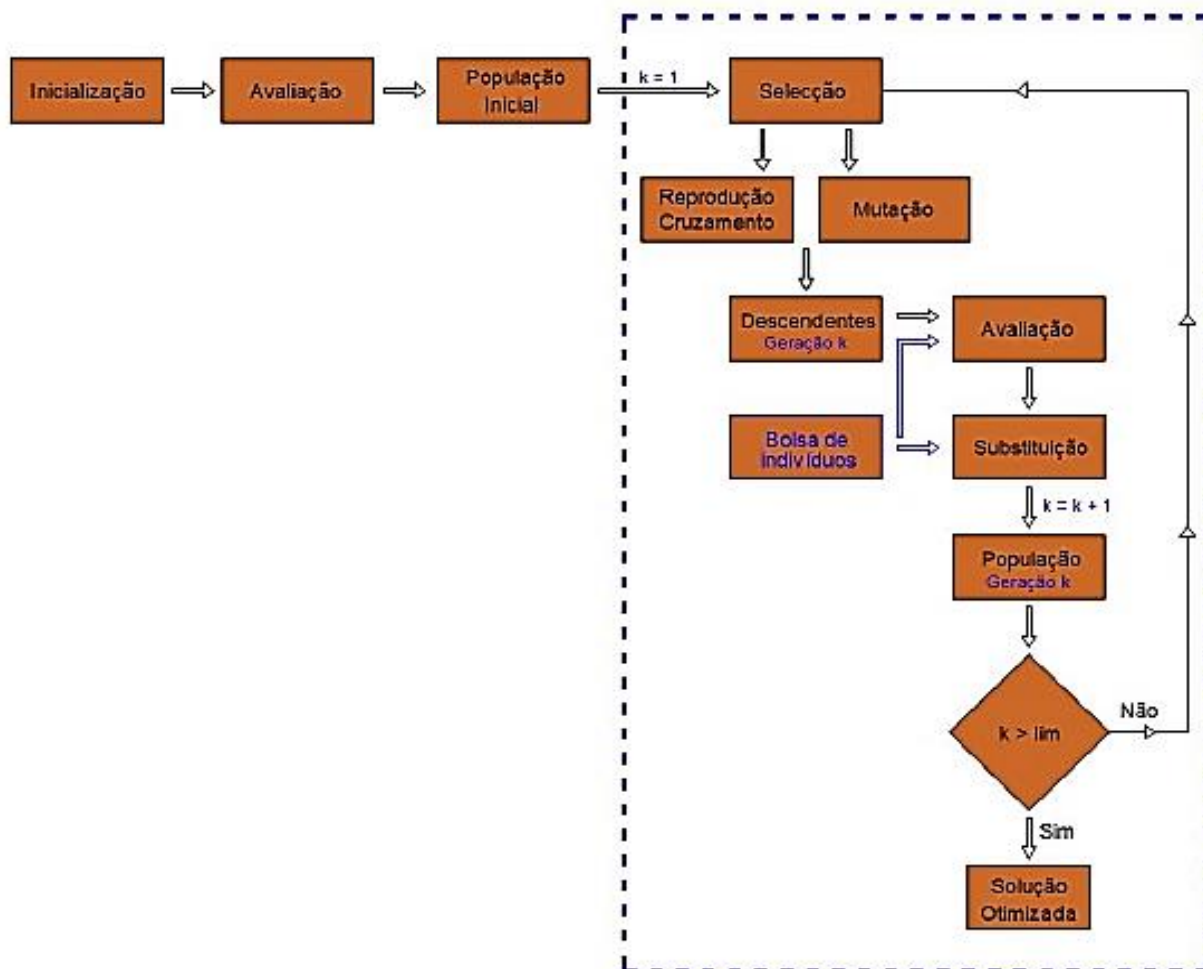 Inicialização
Avaliação
População
Inicial
k = 1
Selecção
Reprodução
Cruzamento
Mutação
Descendentes
Geração k
Avaliação
Bolsa de
indivíduos
Substituição
k = k + 1
População
Geração k
k > lim
Não
Sim
Solução
Otimizada